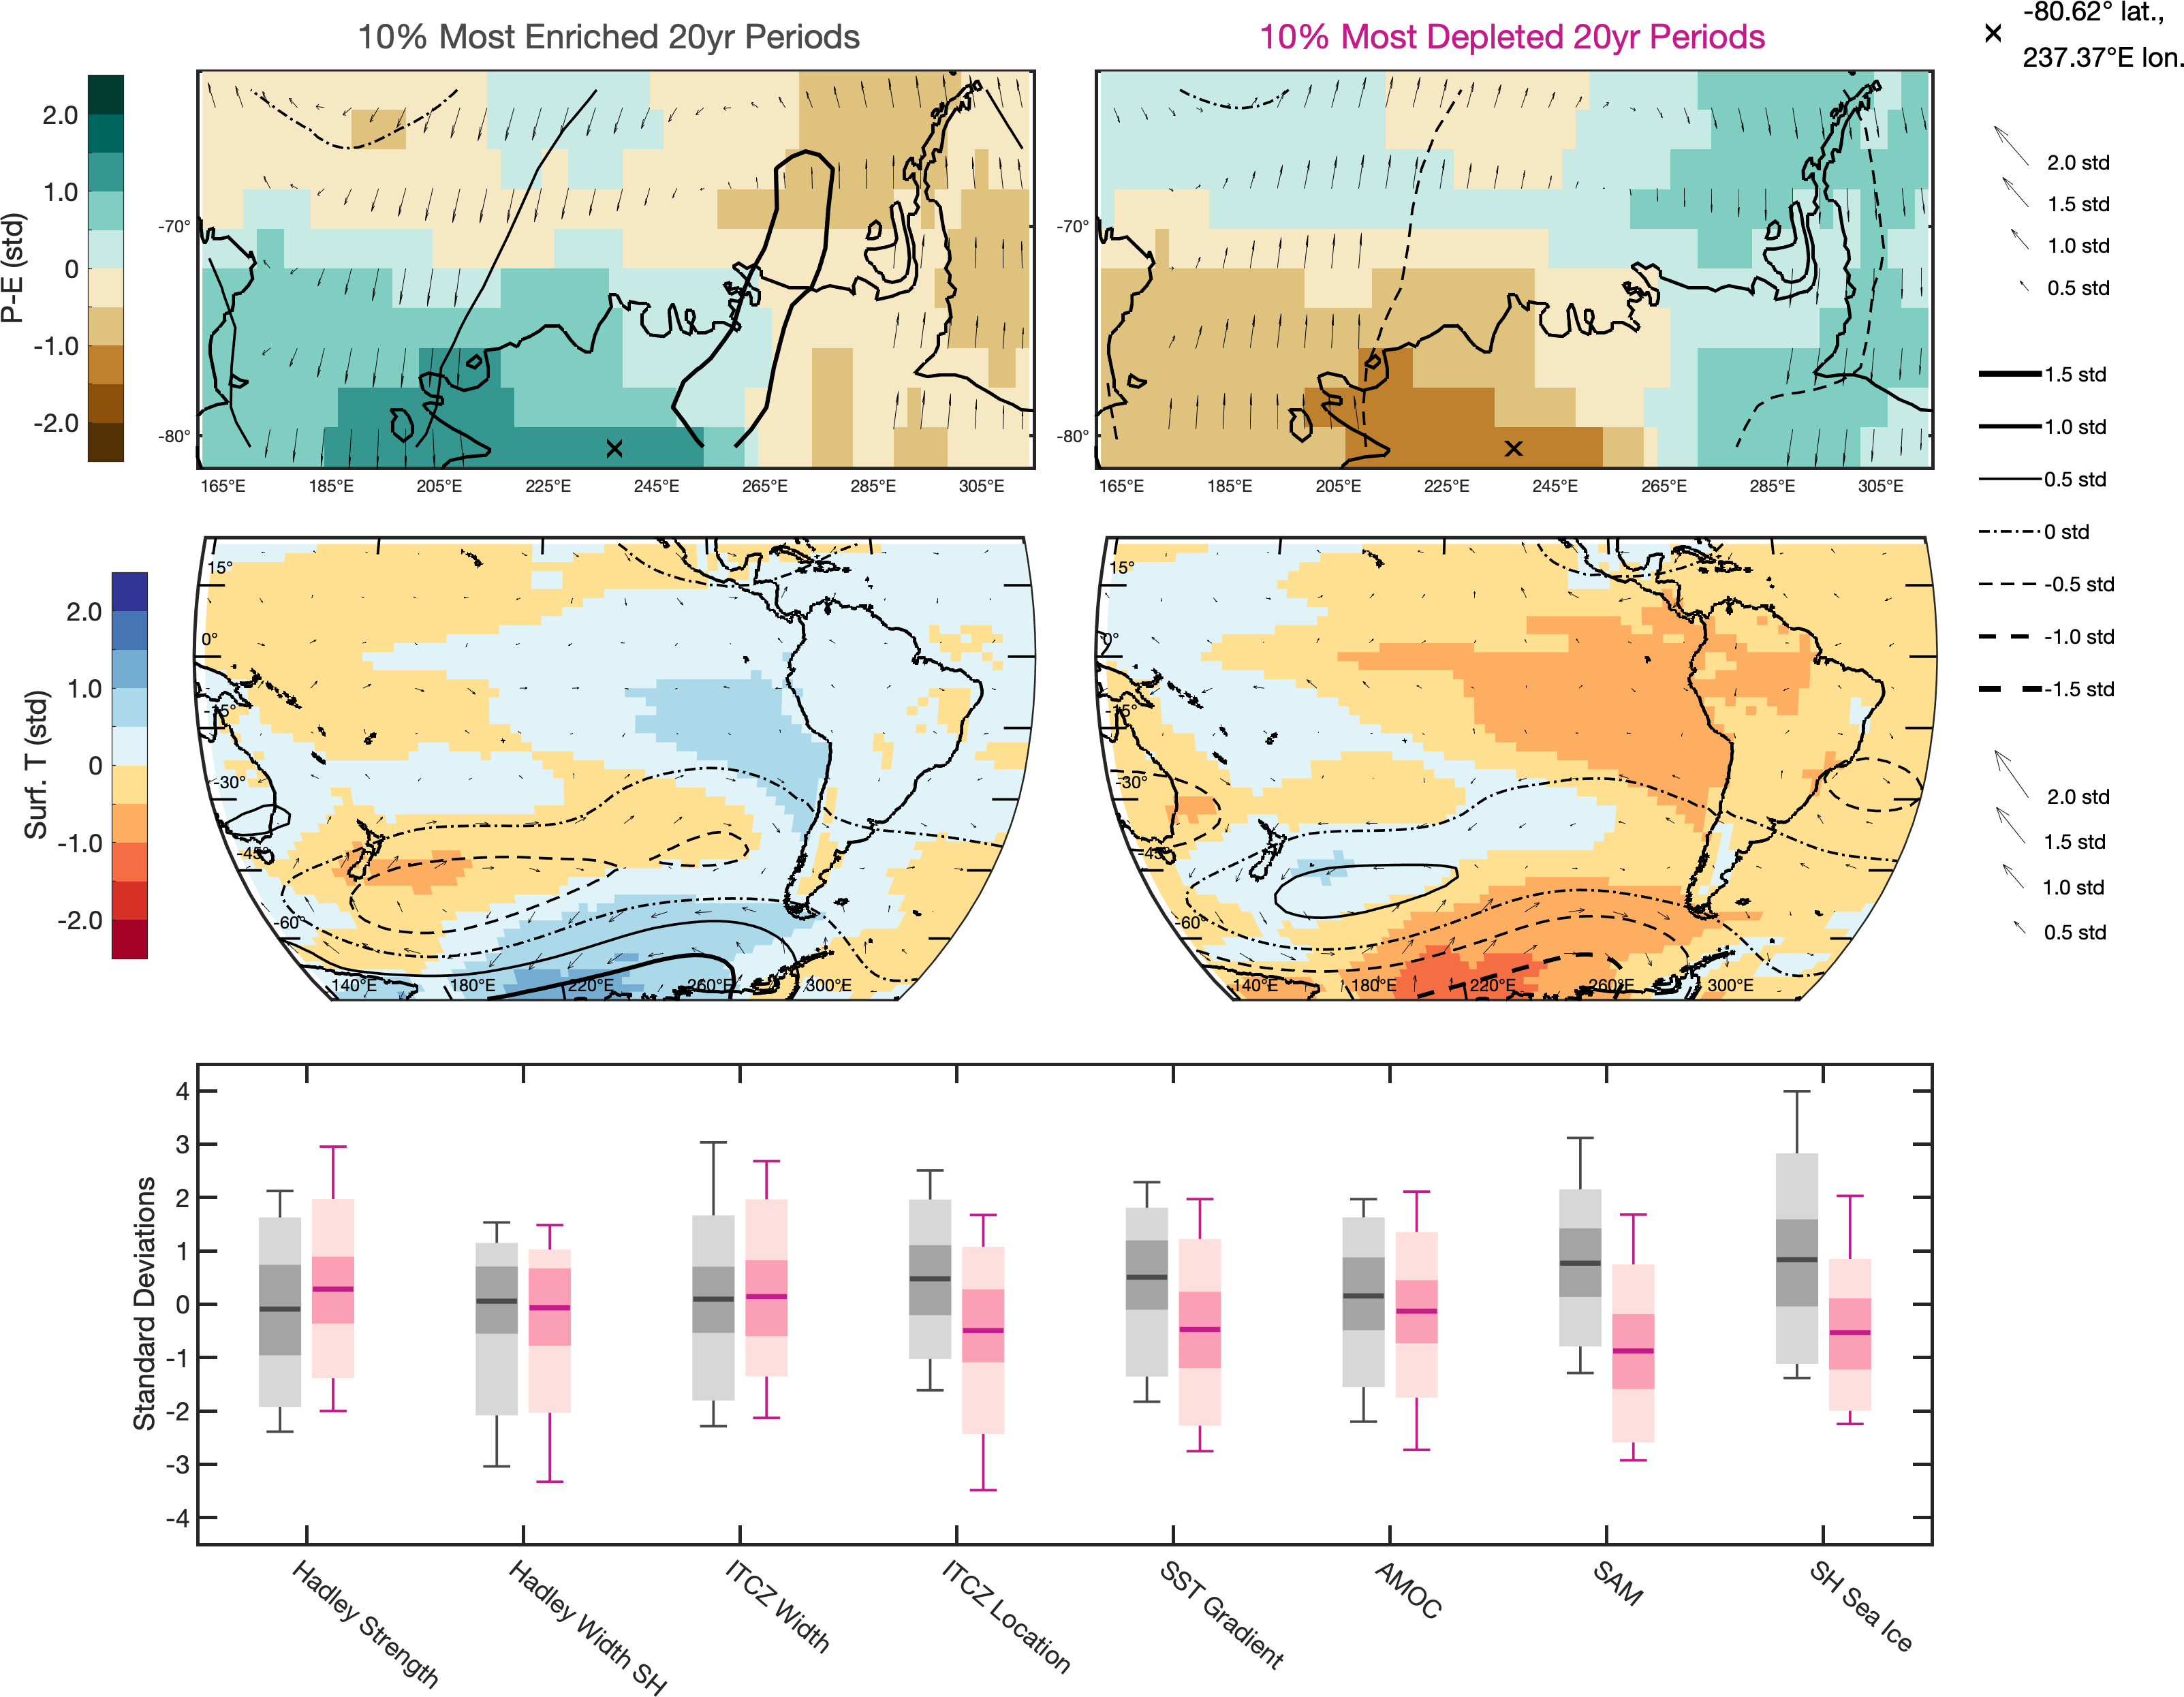 10% Most Enriched 20yr Periods
10% Most Depleted 20yr Periods
-80.62° lat.,
237.37°E lon.
P-E (std)
2.0
1.0
0
-1.0
-2.0
-70°
-80°
165°E 185°E 205°E 225°E 245°E 265°E 285°E 305°E
-70°
-80°
165°E 185°E 205°E 225°E 245°E 265°E 285°E 305°E
2.0 std
1.5 std
1.0 std
0.5 std
1.5 std
1.0 std
0.5 std
0 std
-0.5 std
-1.0 std
-1.5 std
2.0 std
1.5 std
1.0 std
0.5 std
Surf. T (std)
2.0
1.0
0
-1.0
-2.0
15°
0°
-15°
-30°
-45°
-60°
140°E 180°E 220°E 260°E 300°E
15°
0°
-15°
-30°
-45°
-60°
140°E 180°E 220°E 260°E 300°E
Standard Deviations
4
3
2
1
0
-1
-2
-3
-4
Hadley Strength
Hadley Width SH
ITCZ Width
ITCZ Location
SST Gradient
AMOC
SAM
SH Sea Ice